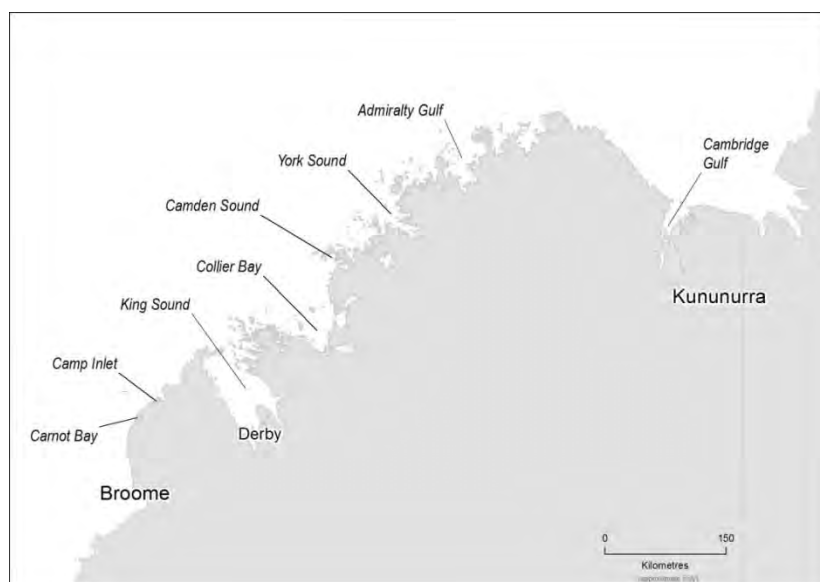 Admiralty Gulf
Cambridge
Gulf
York Sound
Camden Sound
Collier Bay
Kununurra
King Sound
Camp Inlet
Carnot Bay
Derby
Broome
0 150
Kilometres